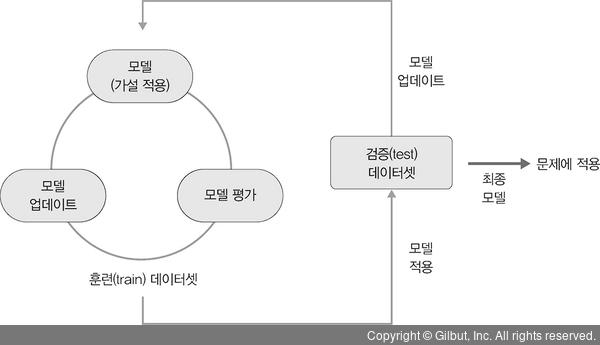 모델
(가설 적용)
모델
업데이트
모델 평가
훈련(train) 데이터셋
모델
업데이트
검증(test)
데이터셋
최종
모델
문제에 적용
모델
적용
Copyright © Gilbut, Inc. All rights reserved.